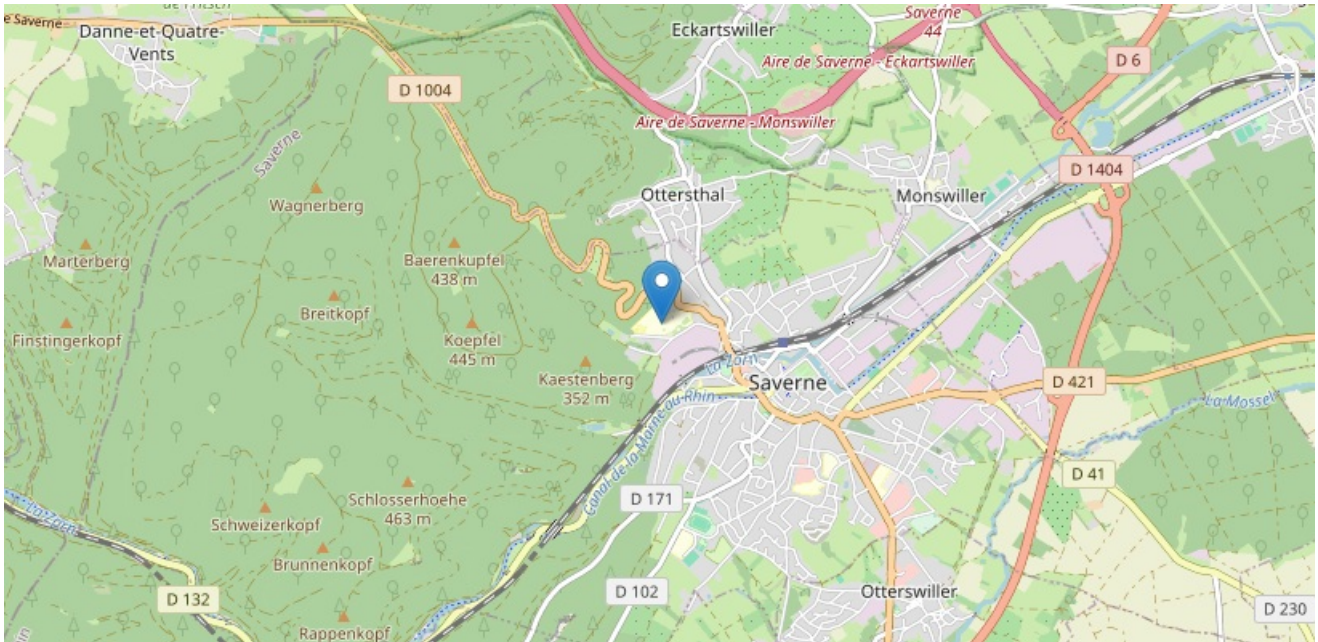 de Fritsch
e Saverne
Danne-et-Quatre-
Vents
Eckartswiller
Saverne
44
Aire de Saverne - Eckartswiller
D 6
D 1004
Aire de Saverne - Monswiller
Saverne
D 1404
Wagnerberg
Ottersthal
Monswiller
Marterberg
Baerenkupfel
438 m
Breitkopf
Finstingerkopf
Koepfel
445 m
Kaestenberg
352 m
La Zorn
Saverne
D 421
La Mossel
Canal de la Marne au Rhin
D 41
D 171
Schlosserhoehe
463 m
Schweizerkopf
La Zorn
Brunnenkopf
D 132
D 102
Otterswiller
D 230
Rappenkopf